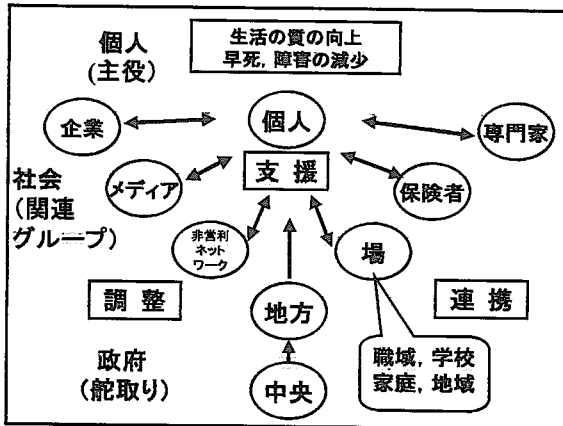 個人
(主役)
生活の質の向上
早死, 障害の減少
企業
個人
専門家
社会
(関連
グループ)
メディア
支 援
保険者
非営利
ネット
ワーク
場
調 整
地方
連 携
政府
(舵取り)
中央
職域, 学校
家庭, 地域